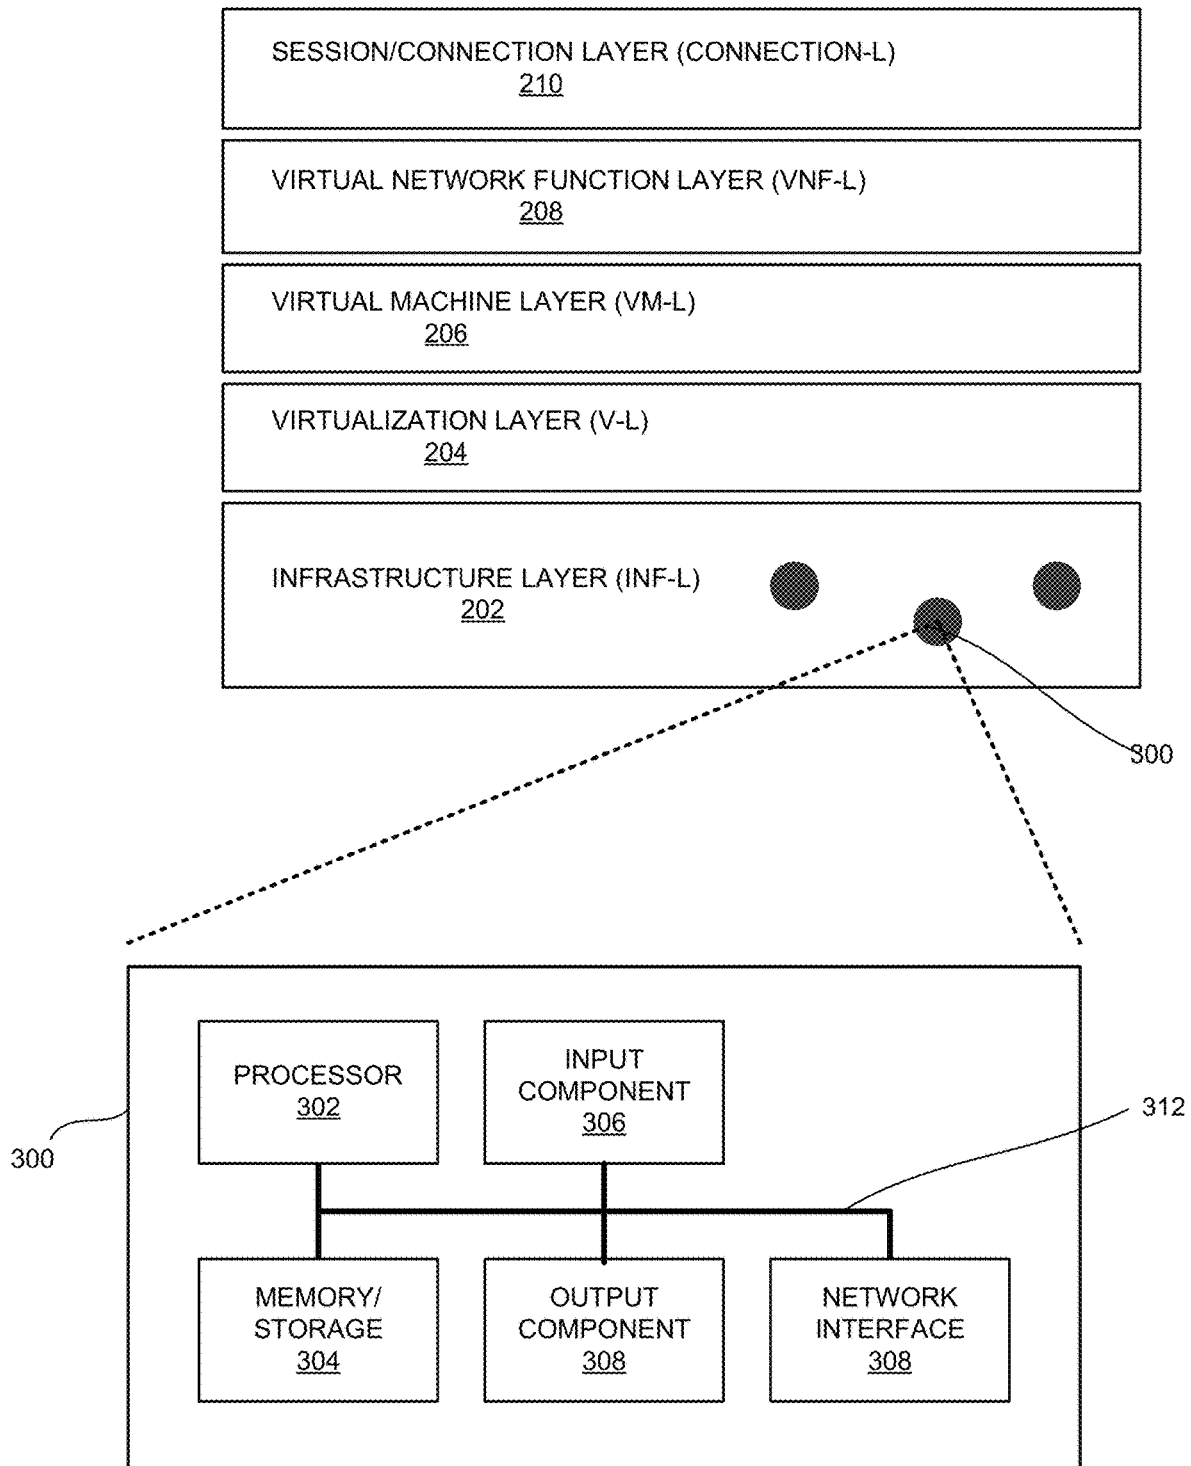 SESSION/CONNECTION LAYER (CONNECTION-L)
210
VIRTUAL NETWORK FUNCTION LAYER (VNF-L)
208
VIRTUAL MACHINE LAYER (VM-L)
206
VIRTUALIZATION LAYER (V-L)
204
INFRASTRUCTURE LAYER (INF-L)
202
300
PROCESSOR
302
INPUT
COMPONENT
306
312
300
MEMORY/
STORAGE
304
OUTPUT
COMPONENT
308
NETWORK
INTERFACE
308